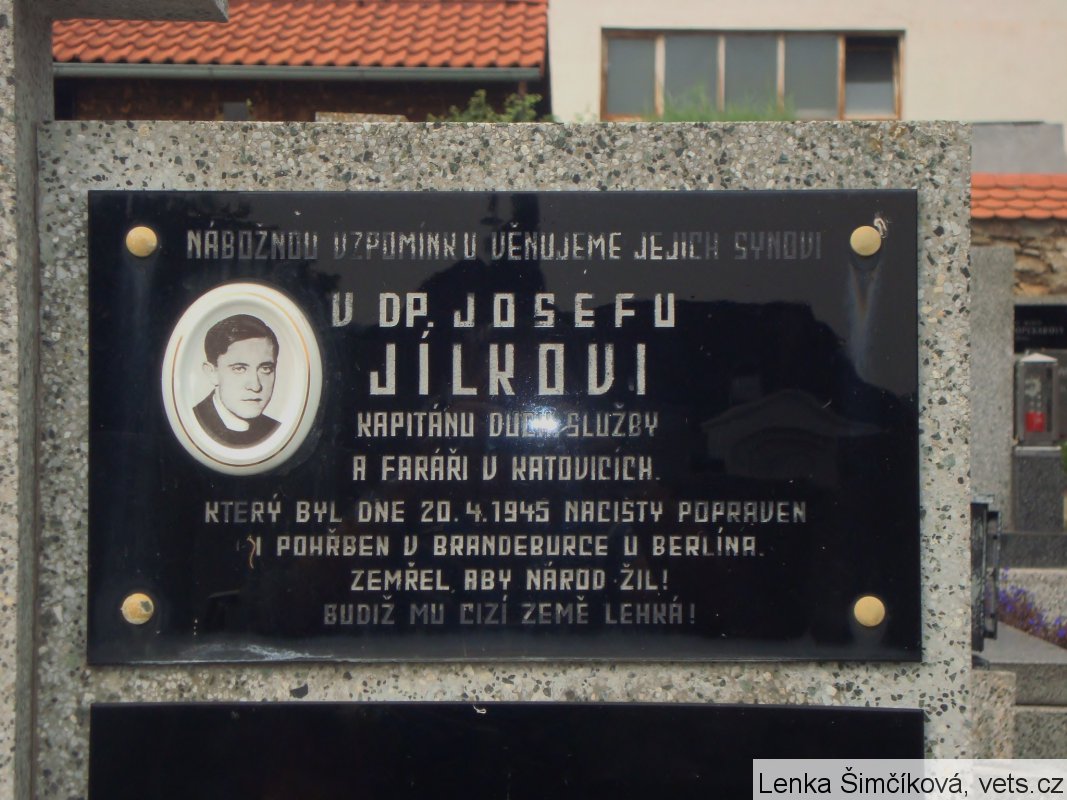 NÁBOŽNOU VZPOMÍNKU VĚNUJEME JEJICH SYNOVI
V DP. JOSEFU
JÍLKOVI
KAPITÁNU DUCH. SLUŽBY
A FARÁŘI V KATOVICÍCH.
KTERÝ BYL DNE 20.4.1945 NACISTY POPRAVEN
I POHŘBEN V BRANDEBURCE U BERLÍNA.
ZEMŘEL, ABY NÁROD ŽIL!
BUDIŽ MU CIZÍ ZEMĚ LEHKÁ!
Lenka Šimčíková, vets.cz